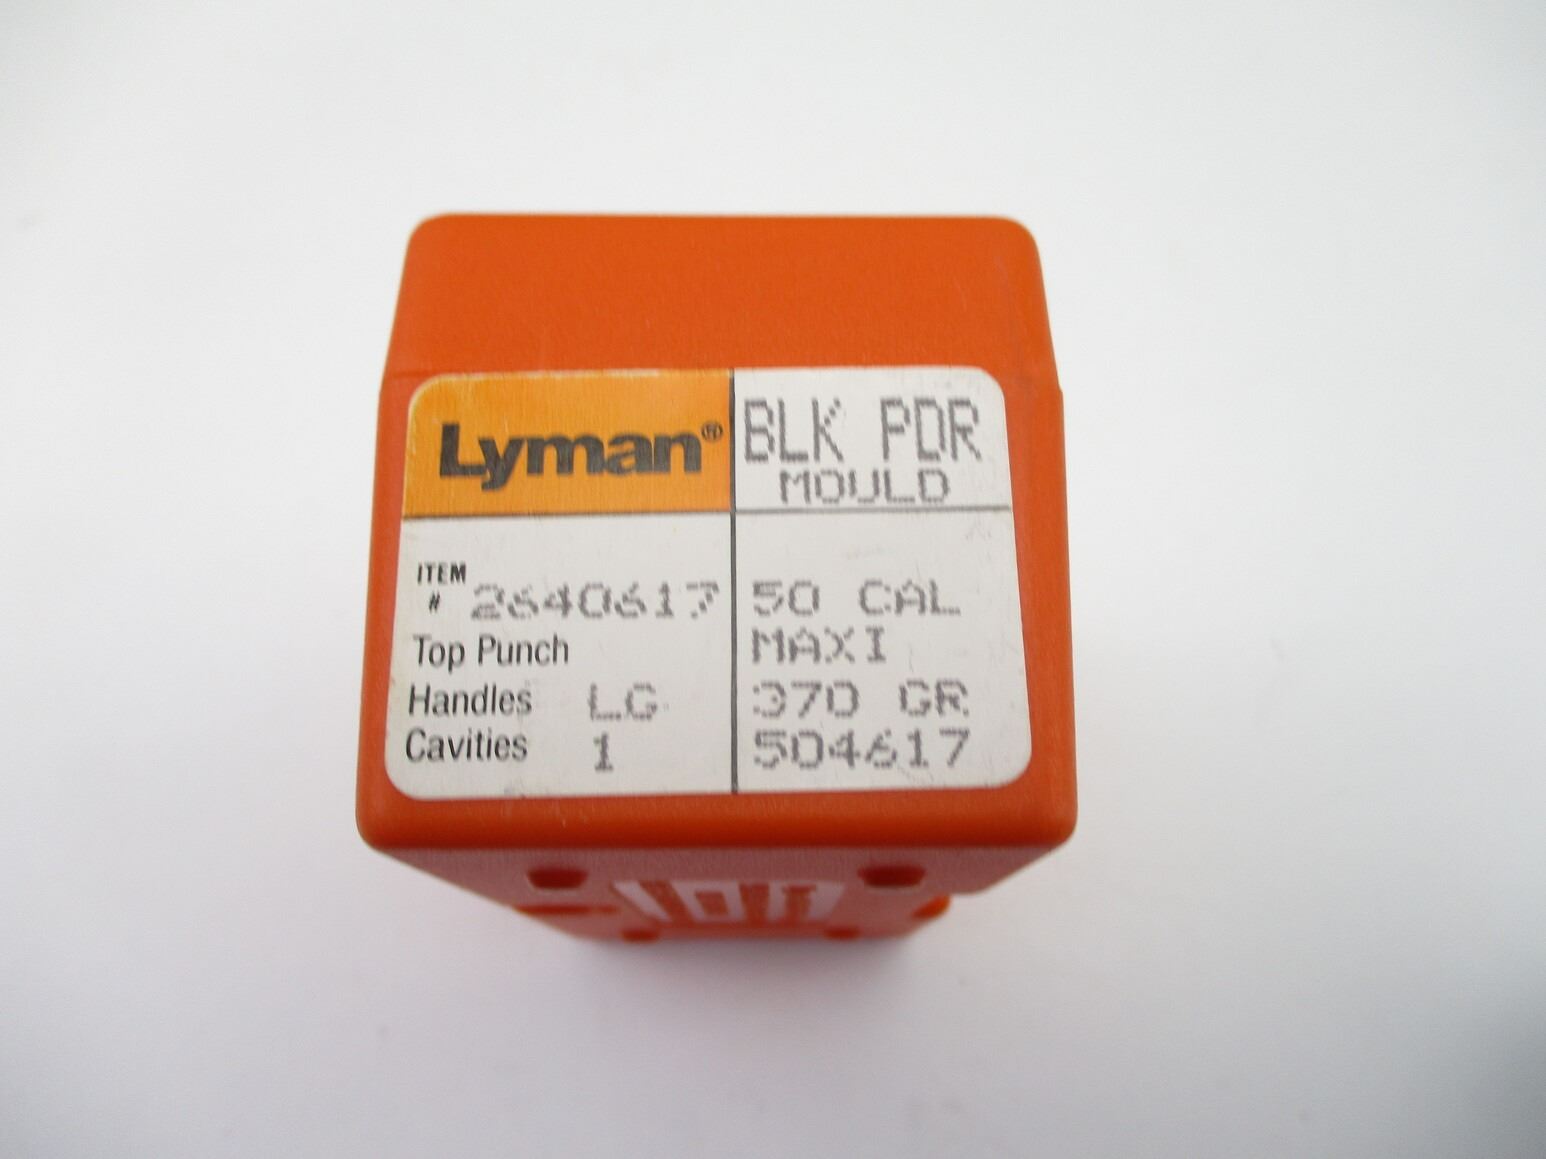 Lyman®
BLK PDR
MOULD
ITEM
# 2640617
Top Punch
Handles LG
Cavities 1
50 CAL
MAXI
370 GR
504617